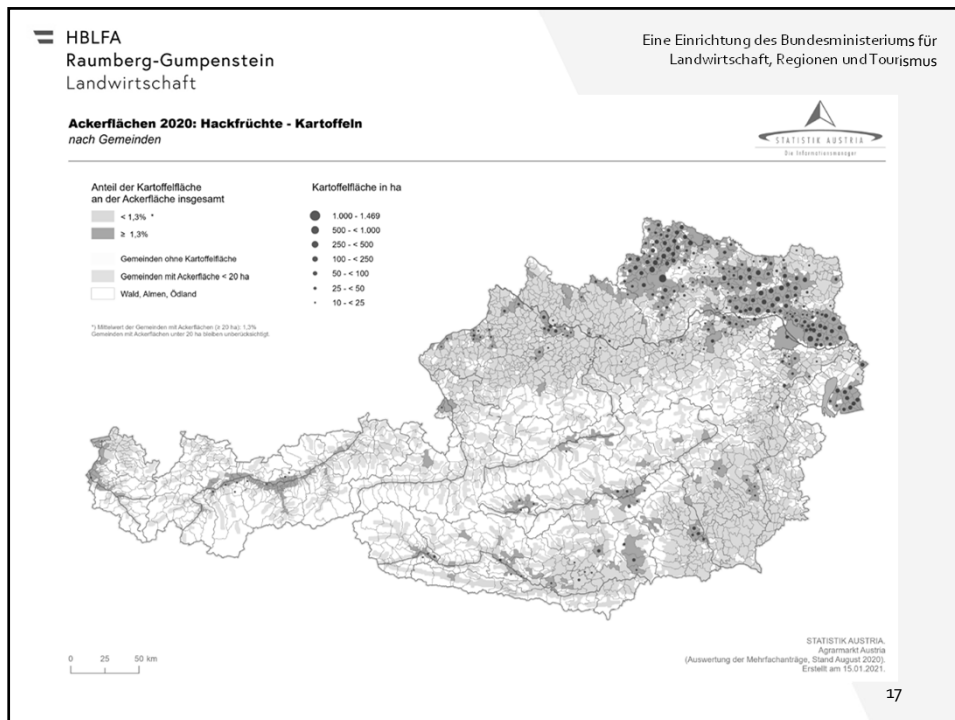 HBLFA
Raumberg-Gumpenstein
Landwirtschaft
Eine Einrichtung des Bundesministeriums für
Landwirtschaft, Regionen und Tourismus
Ackerflächen 2020: Hackfrüchte - Kartoffeln
nach Gemeinden
STATISTIK AUSTRIA
Die Informationsmanager
Anteil der Kartoffelfläche
an der Ackerfläche insgesamt
< 1,3% *
≥ 1,3%
Gemeinden ohne Kartoffelfläche
Gemeinden mit Ackerfläche < 20 ha
Wald, Almen, Ödland
*) Mittelwert der Gemeinden mit Ackerflächen (≥ 20 ha): 1,3%
Gemeinden mit Ackerflächen unter 20 ha bleiben unberücksichtigt
Kartoffelfläche in ha
1.000 - 1.469
500 - < 1.000
250 - < 500
100 - < 250
50 - < 100
25 - < 50
10 - < 25
0 25 50 km
STATISTIK AUSTRIA.
Agrarmarkt Austria
(Auswertung der Mehrfachanträge, Stand August 2020).
Erstellt am 15.01.2021.
17